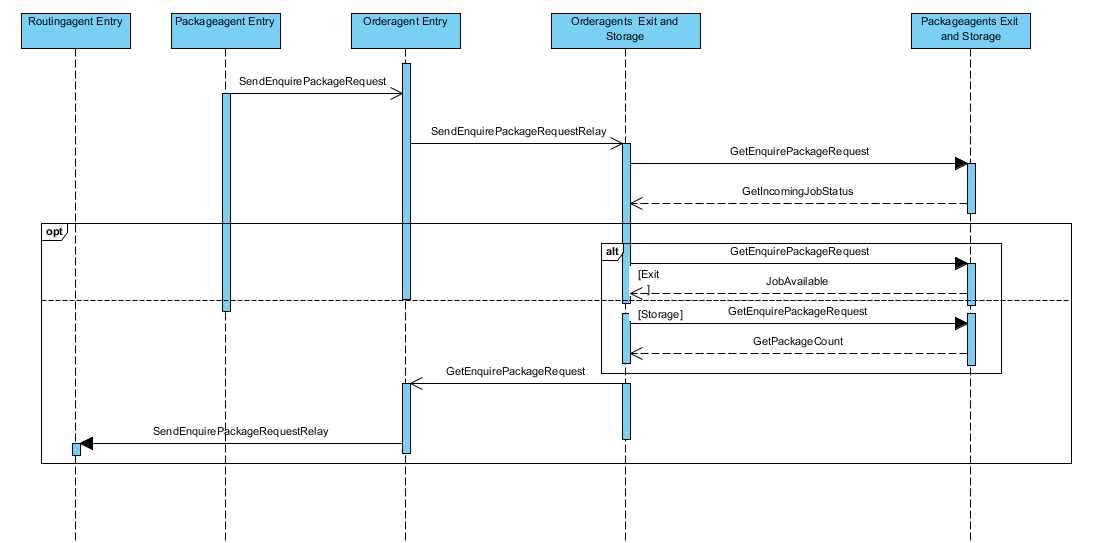 Routingagent Entry
Packageagent Entry
Orderagent Entry
Orderagents  Exit and
Storage
Packageagents Exit
and Storage
SendEnquirePackageRequest
SendEnquirePackageRequestRelay
GetEnquirePackageRequest
GetIncomingJobStatus
opt
alt
GetEnquirePackageRequest
[Exit
]
JobAvailable
[Storage]
GetEnquirePackageRequest
GetPackageCount
GetEnquirePackageRequest
SendEnquirePackageRequestRelay